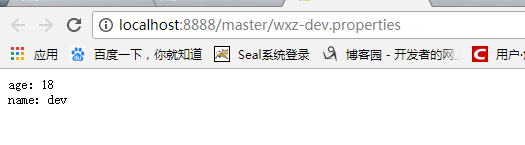 localhost:8888/master/wxz-dev.properties
应用 百度一下，你就知道 Seal系统登录 博客园 - 开发者的网 用户·
age: 18
name: dev